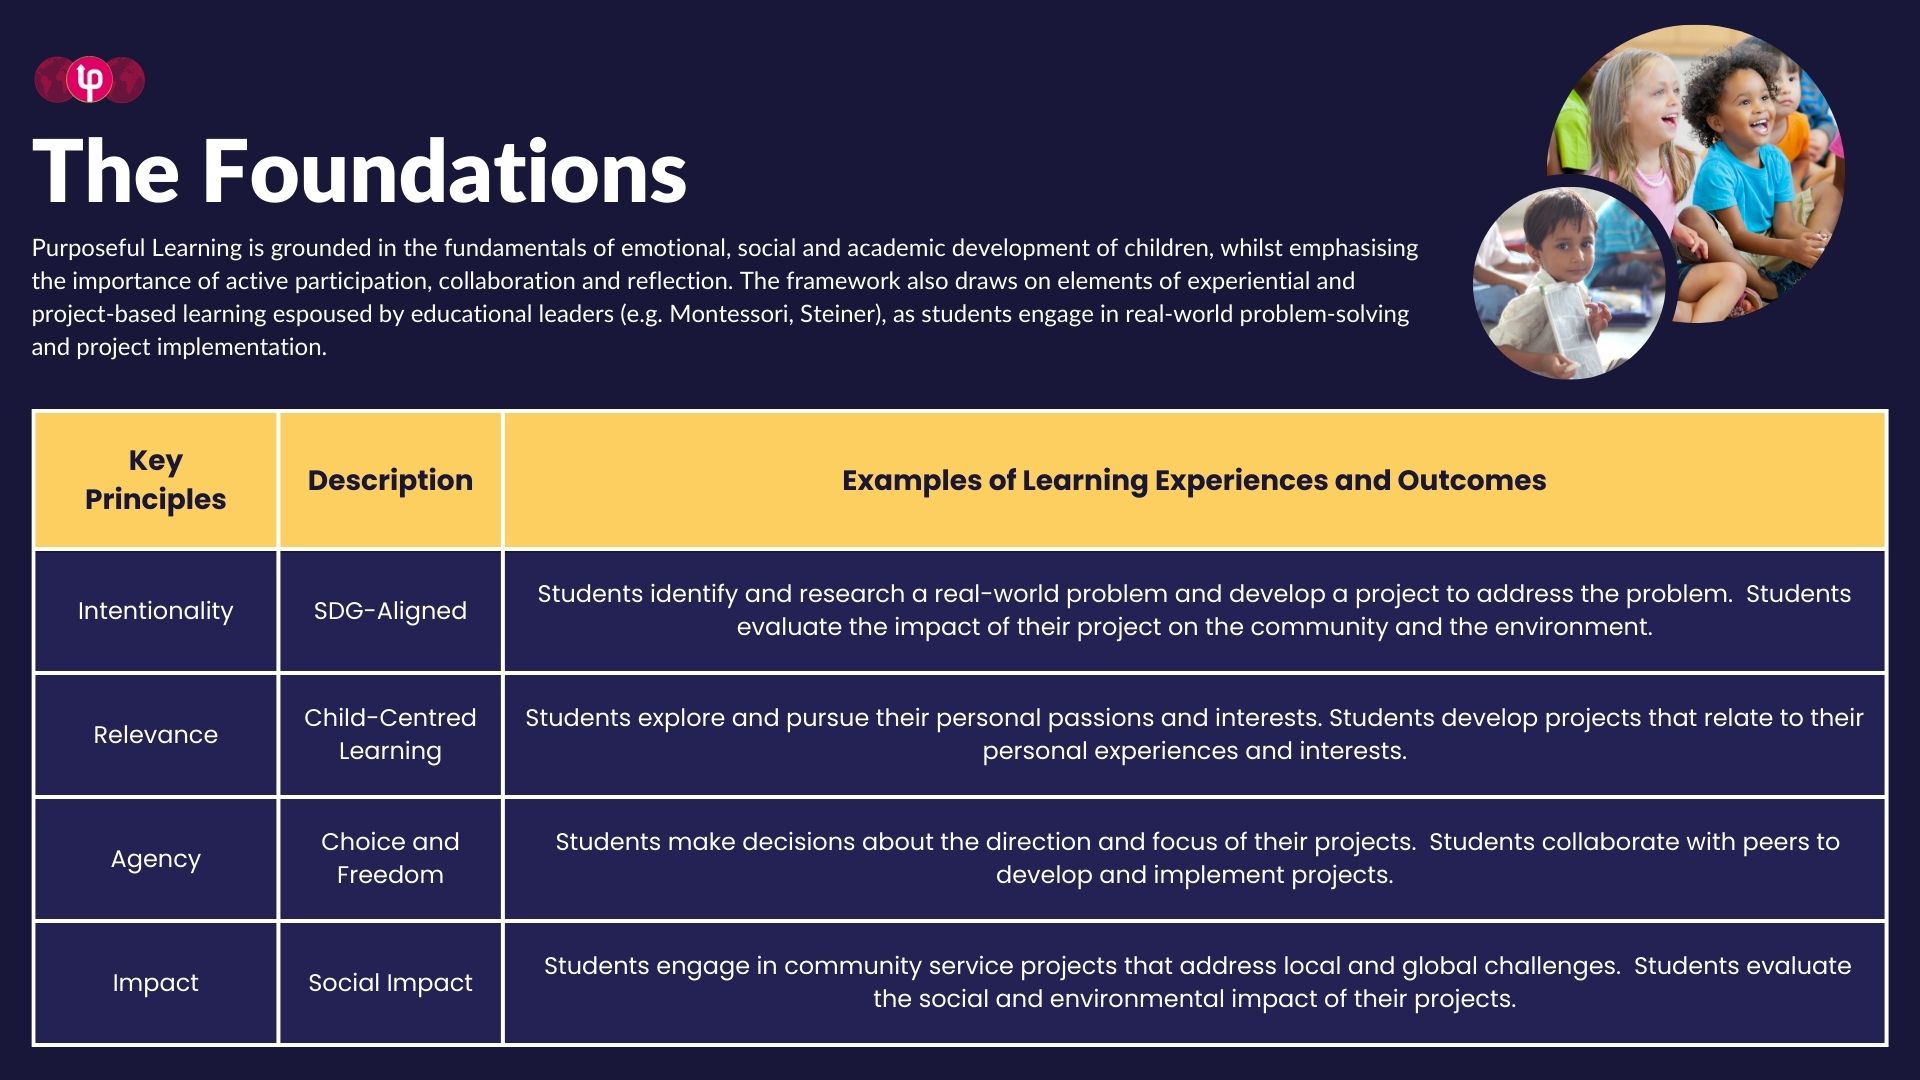 The Foundations
Purposeful Learning is grounded in the fundamentals of emotional, social and academic development of children, whilst emphasising
the importance of active participation, collaboration and reflection. The framework also draws on elements of experiential and
project-based learning espoused by educational leaders (e.g. Montessori, Steiner), as students engage in real-world problem-solving
and project implementation.
Key
Principles
Description
Examples of Learning Experiences and Outcomes
Intentionality
SDG-Aligned
Students identify and research a real-world problem and develop a project to address the problem.  Students
evaluate the impact of their project on the community and the environment.
Relevance
Child-Centred
Learning
Students explore and pursue their personal passions and interests. Students develop projects that relate to their
personal experiences and interests.
Agency
Choice and
Freedom
Students make decisions about the direction and focus of their projects.  Students collaborate with peers to
develop and implement projects.
Impact
Social Impact
Students engage in community service projects that address local and global challenges.  Students evaluate
the social and environmental impact of their projects.